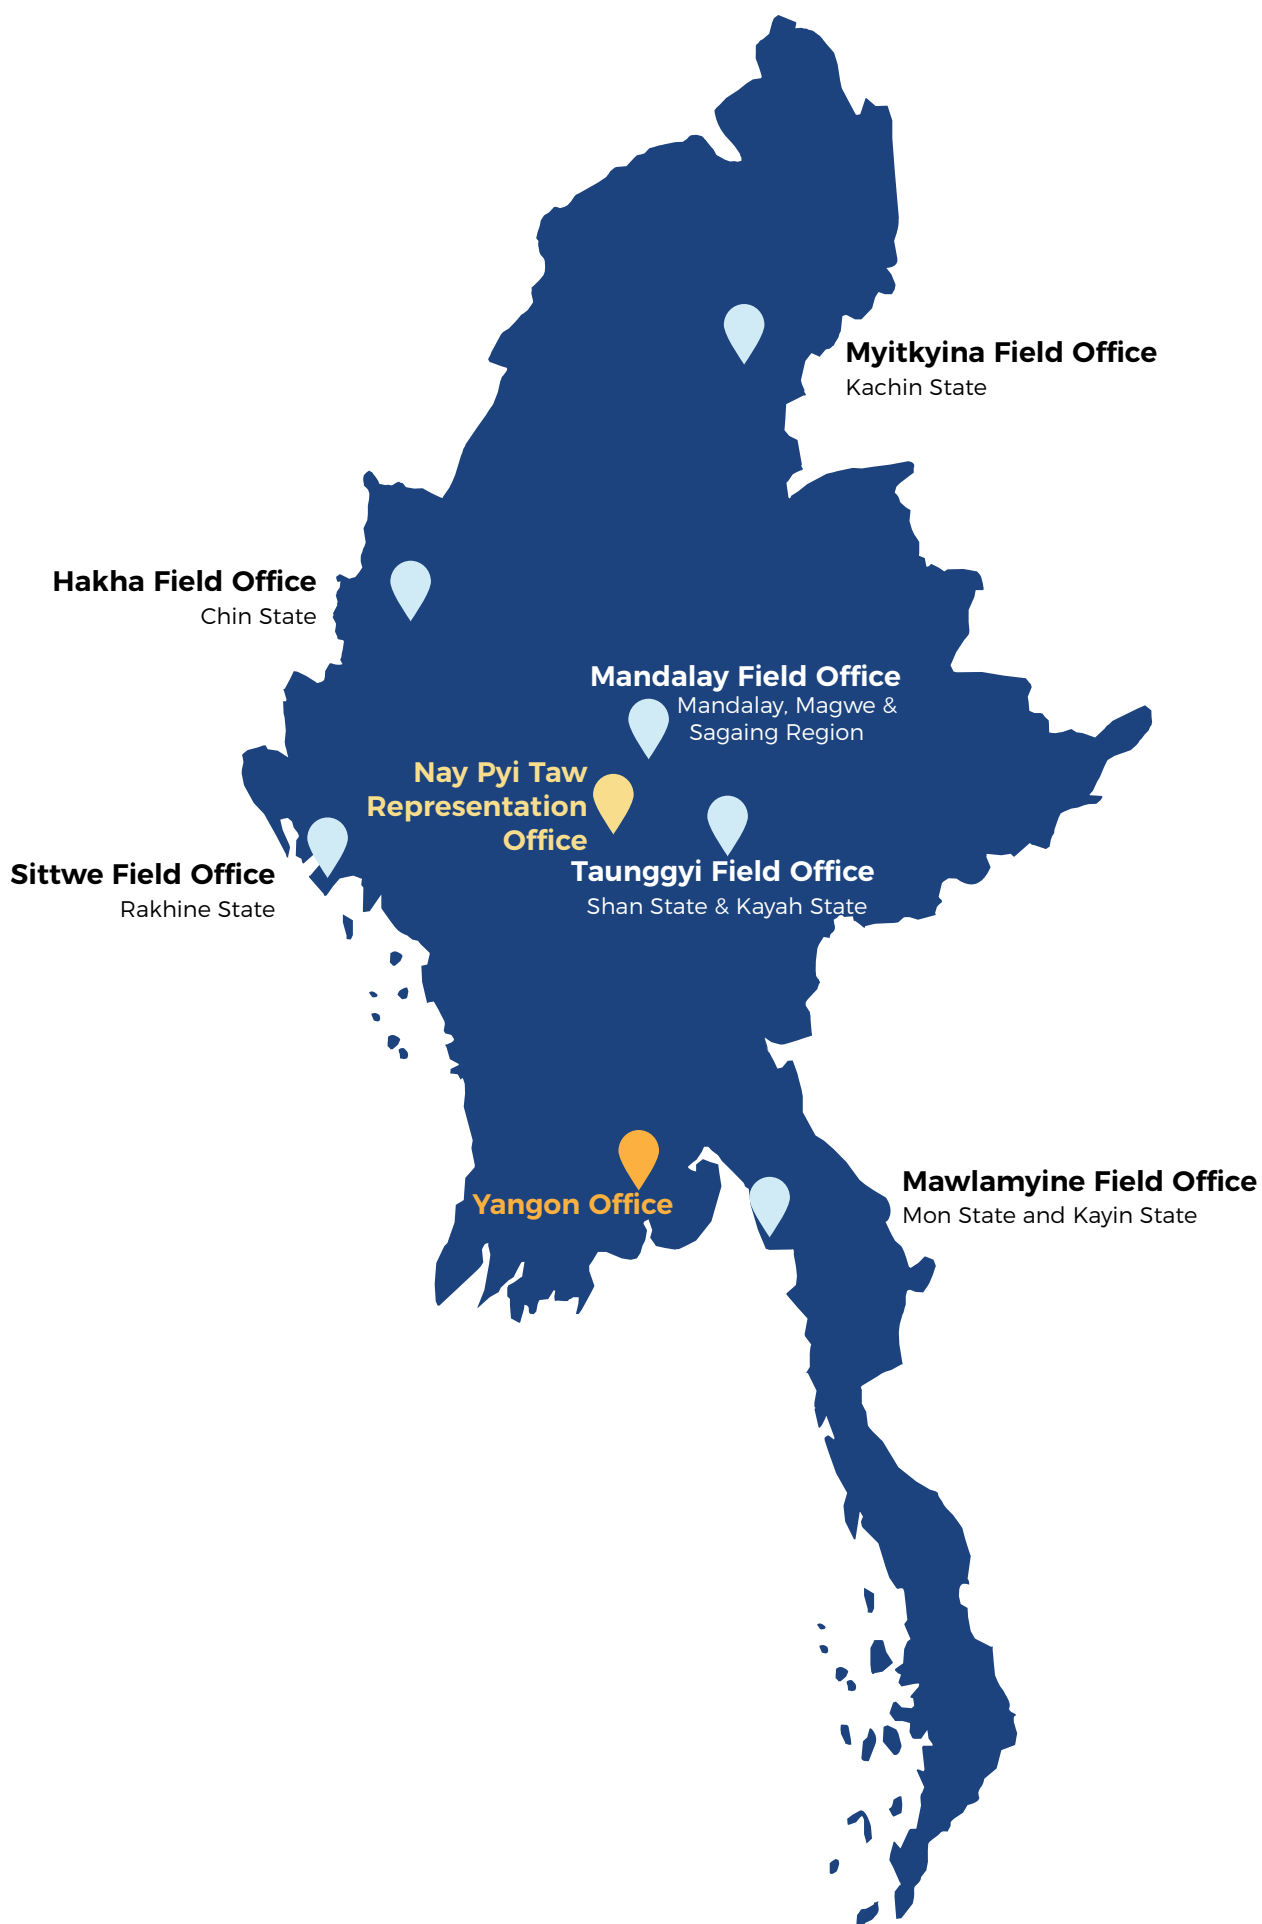 Myitkyina Field Office
Kachin State
Hakha Field Office
Chin State
Mandalay Field Office
Mandalay, Magwe &
Sagaing Region
Nay Pyi Taw
Representation
Office
Taunggyi Field Office
Shan State & Kayah State
Sittwe Field Office
Rakhine State
Yangon Office
Mawlamyine Field Office
Mon State and Kayin State